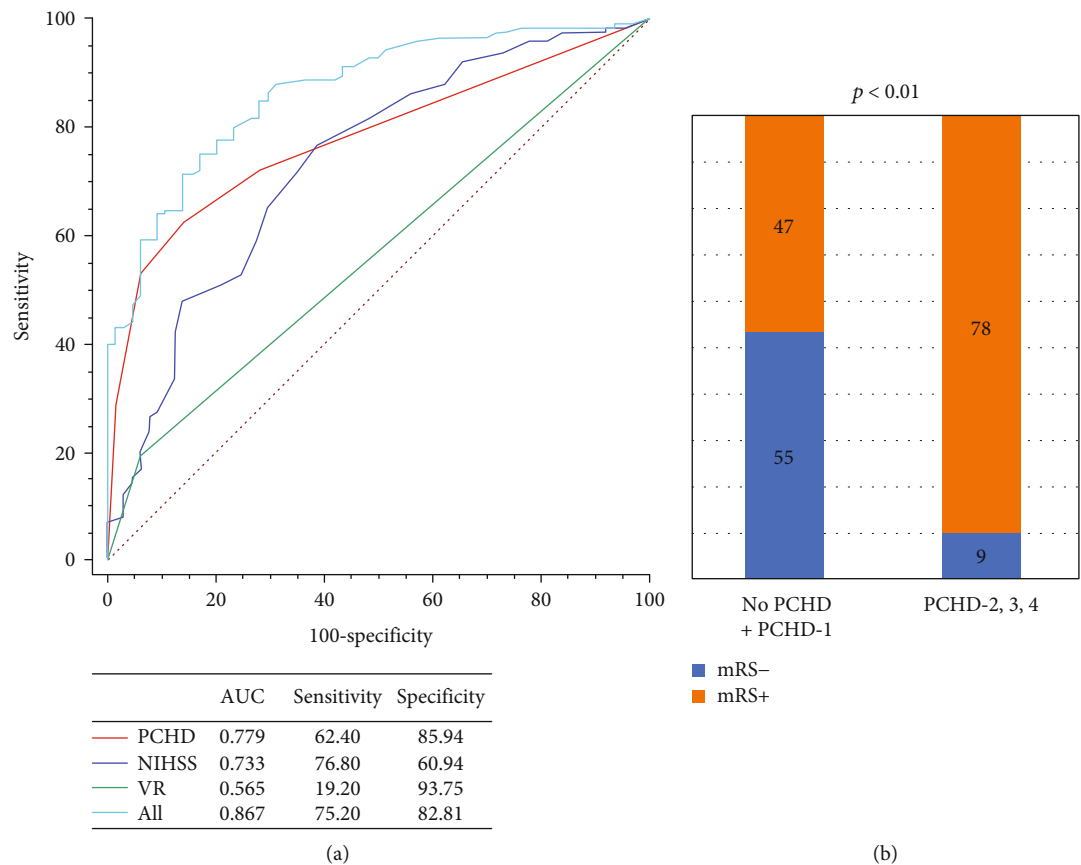 100
80
60
40
20
0
Sensitivity
0 20 40 60 80 100
100-specificity
AUC Sensitivity Specificity
PCHD 0.779 62.40 85.94
NIHSS 0.733 76.80 60.94
VR 0.565 19.20 93.75
All 0.867 75.20 82.81
(a)
p < 0.01
47
78
55
9
No PCHD
+ PCHD-1
PCHD-2, 3, 4
mRS−
mRS+
(b)